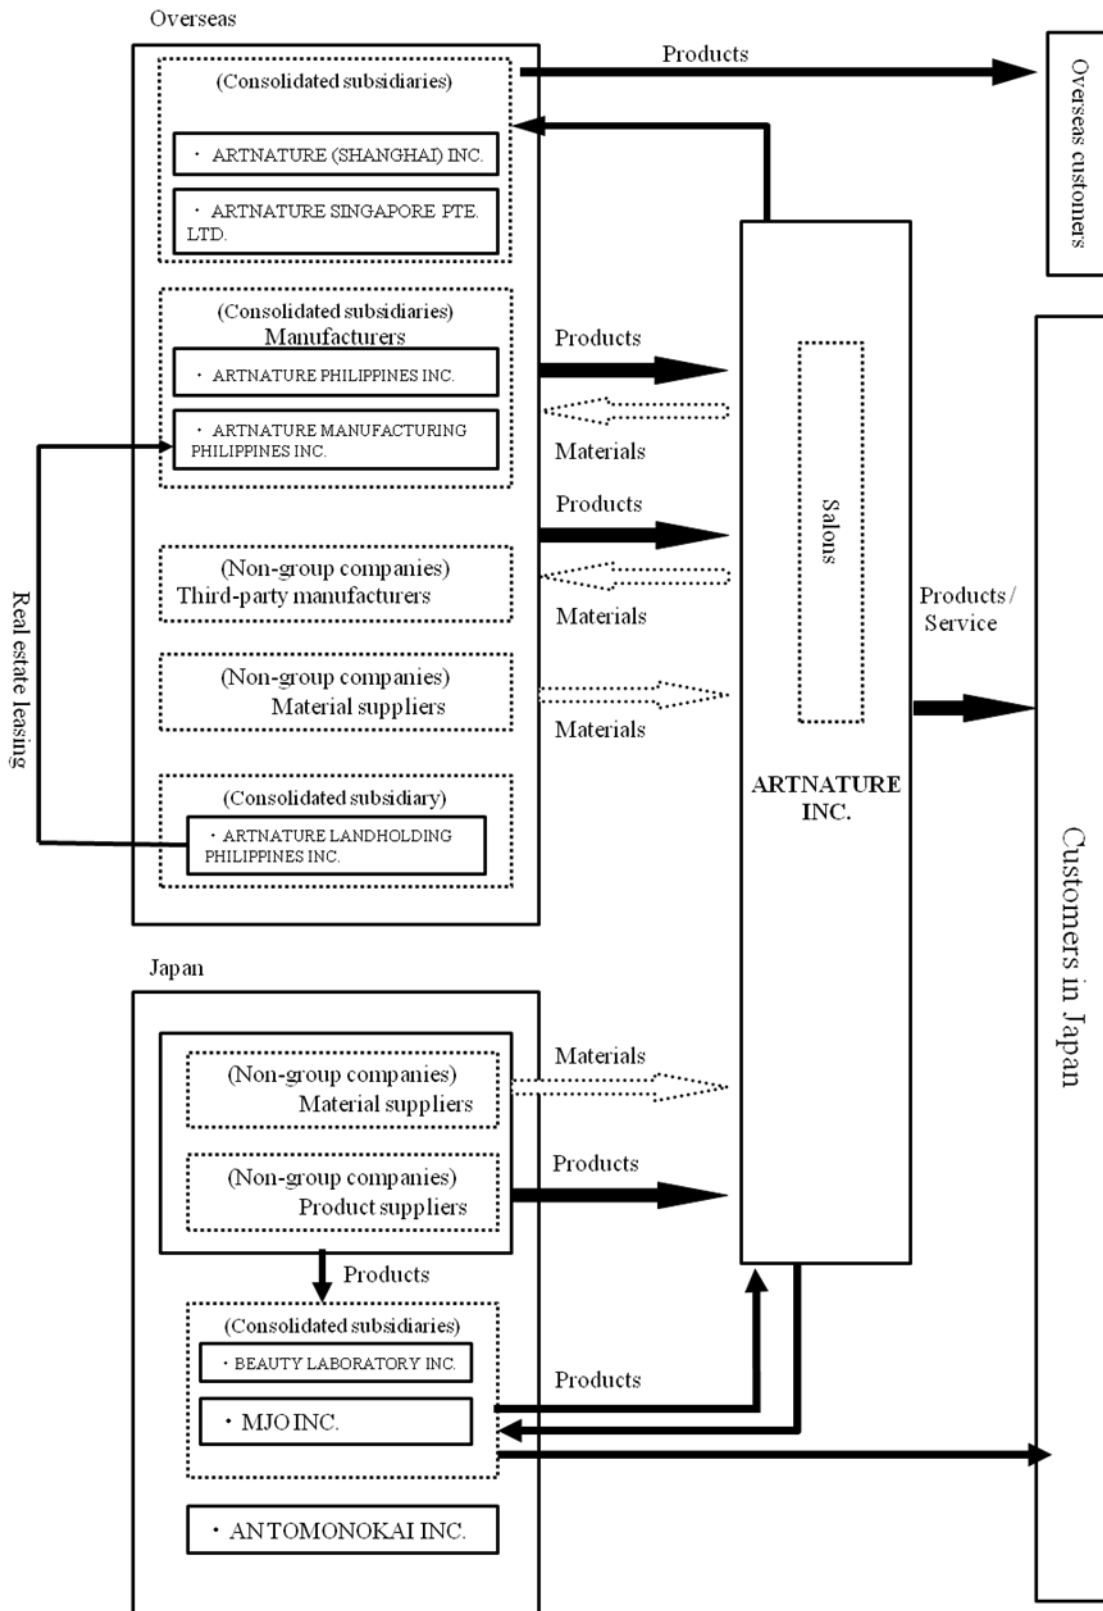 Overseas
Products
(Consolidated subsidiaries)
・ ARTNATURE (SHANGHAI) INC.
・ ARTNATURE SINGAPORE PTE.
LTD.
Overseas customers
(Consolidated subsidiaries)
Manufacturers
・ ARTNATURE PHILIPPINES INC.
・ ARTNATURE MANUFACTURING
PHILIPPINES INC.
Products
Materials
Products
(Non-group companies)
Third-party manufacturers
Materials
(Non-group companies)
Material suppliers
Materials
(Consolidated subsidiary)
・ ARTNATURE LANDHOLDING
PHILIPPINES INC.
Real estate leasing
Salons
ARTNATURE
INC.
Products /
Service
Customers in Japan
Japan
(Non-group companies)
Material suppliers
Materials
(Non-group companies)
Product suppliers
Products
Products
(Consolidated subsidiaries)
・ BEAUTY LABORATORY INC.
・ MJO INC.
Products
・ ANTOMONOKAI INC.